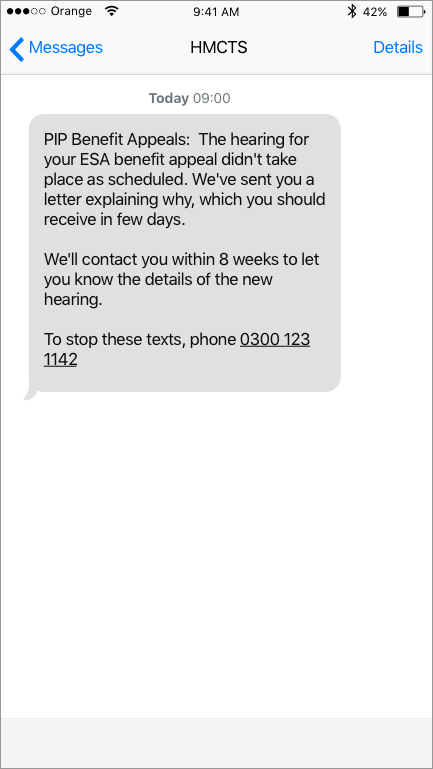 Orange 9:41 AM 42%
Messages HMCTS Details
Today 09:00
PIP Benefit Appeals:  The hearing for
your ESA benefit appeal didn't take
place as scheduled. We've sent you a
letter explaining why, which you should
receive in few days.
We'll contact you within 8 weeks to let
you know the details of the new
hearing.
To stop these texts, phone 0300 123
1142